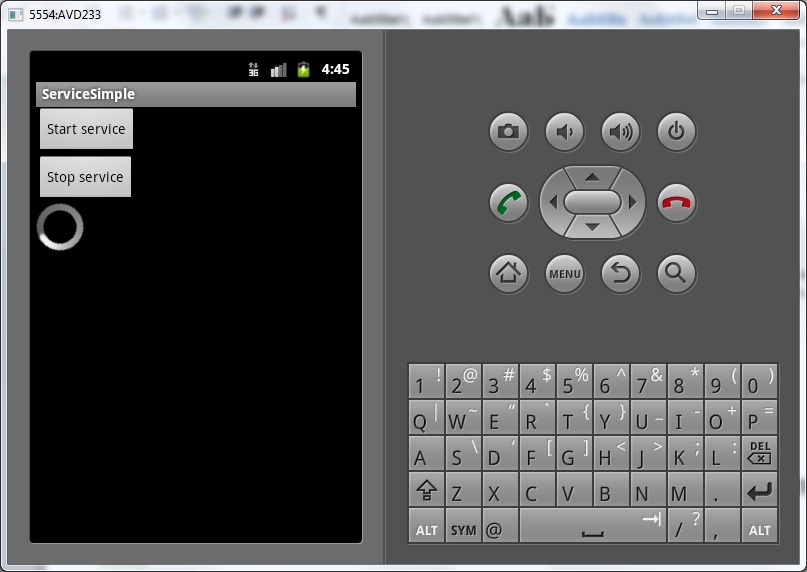 5554:AVD233
АаБ
3G 4:45
ServiceSimple
Start service
Stop service
MENU
1 ! 2 @ 3 # 4 $ 5 % 6 ^ 7 & 8 * 9 ( 0 )
Q | W ~ E “ R ` T { Y } U _ I - O + P =
A S \ D ‘ F [ G ] H < J > K ; L : DEL
Z X C V B N M .
ALT SYM @ / ? , ALT